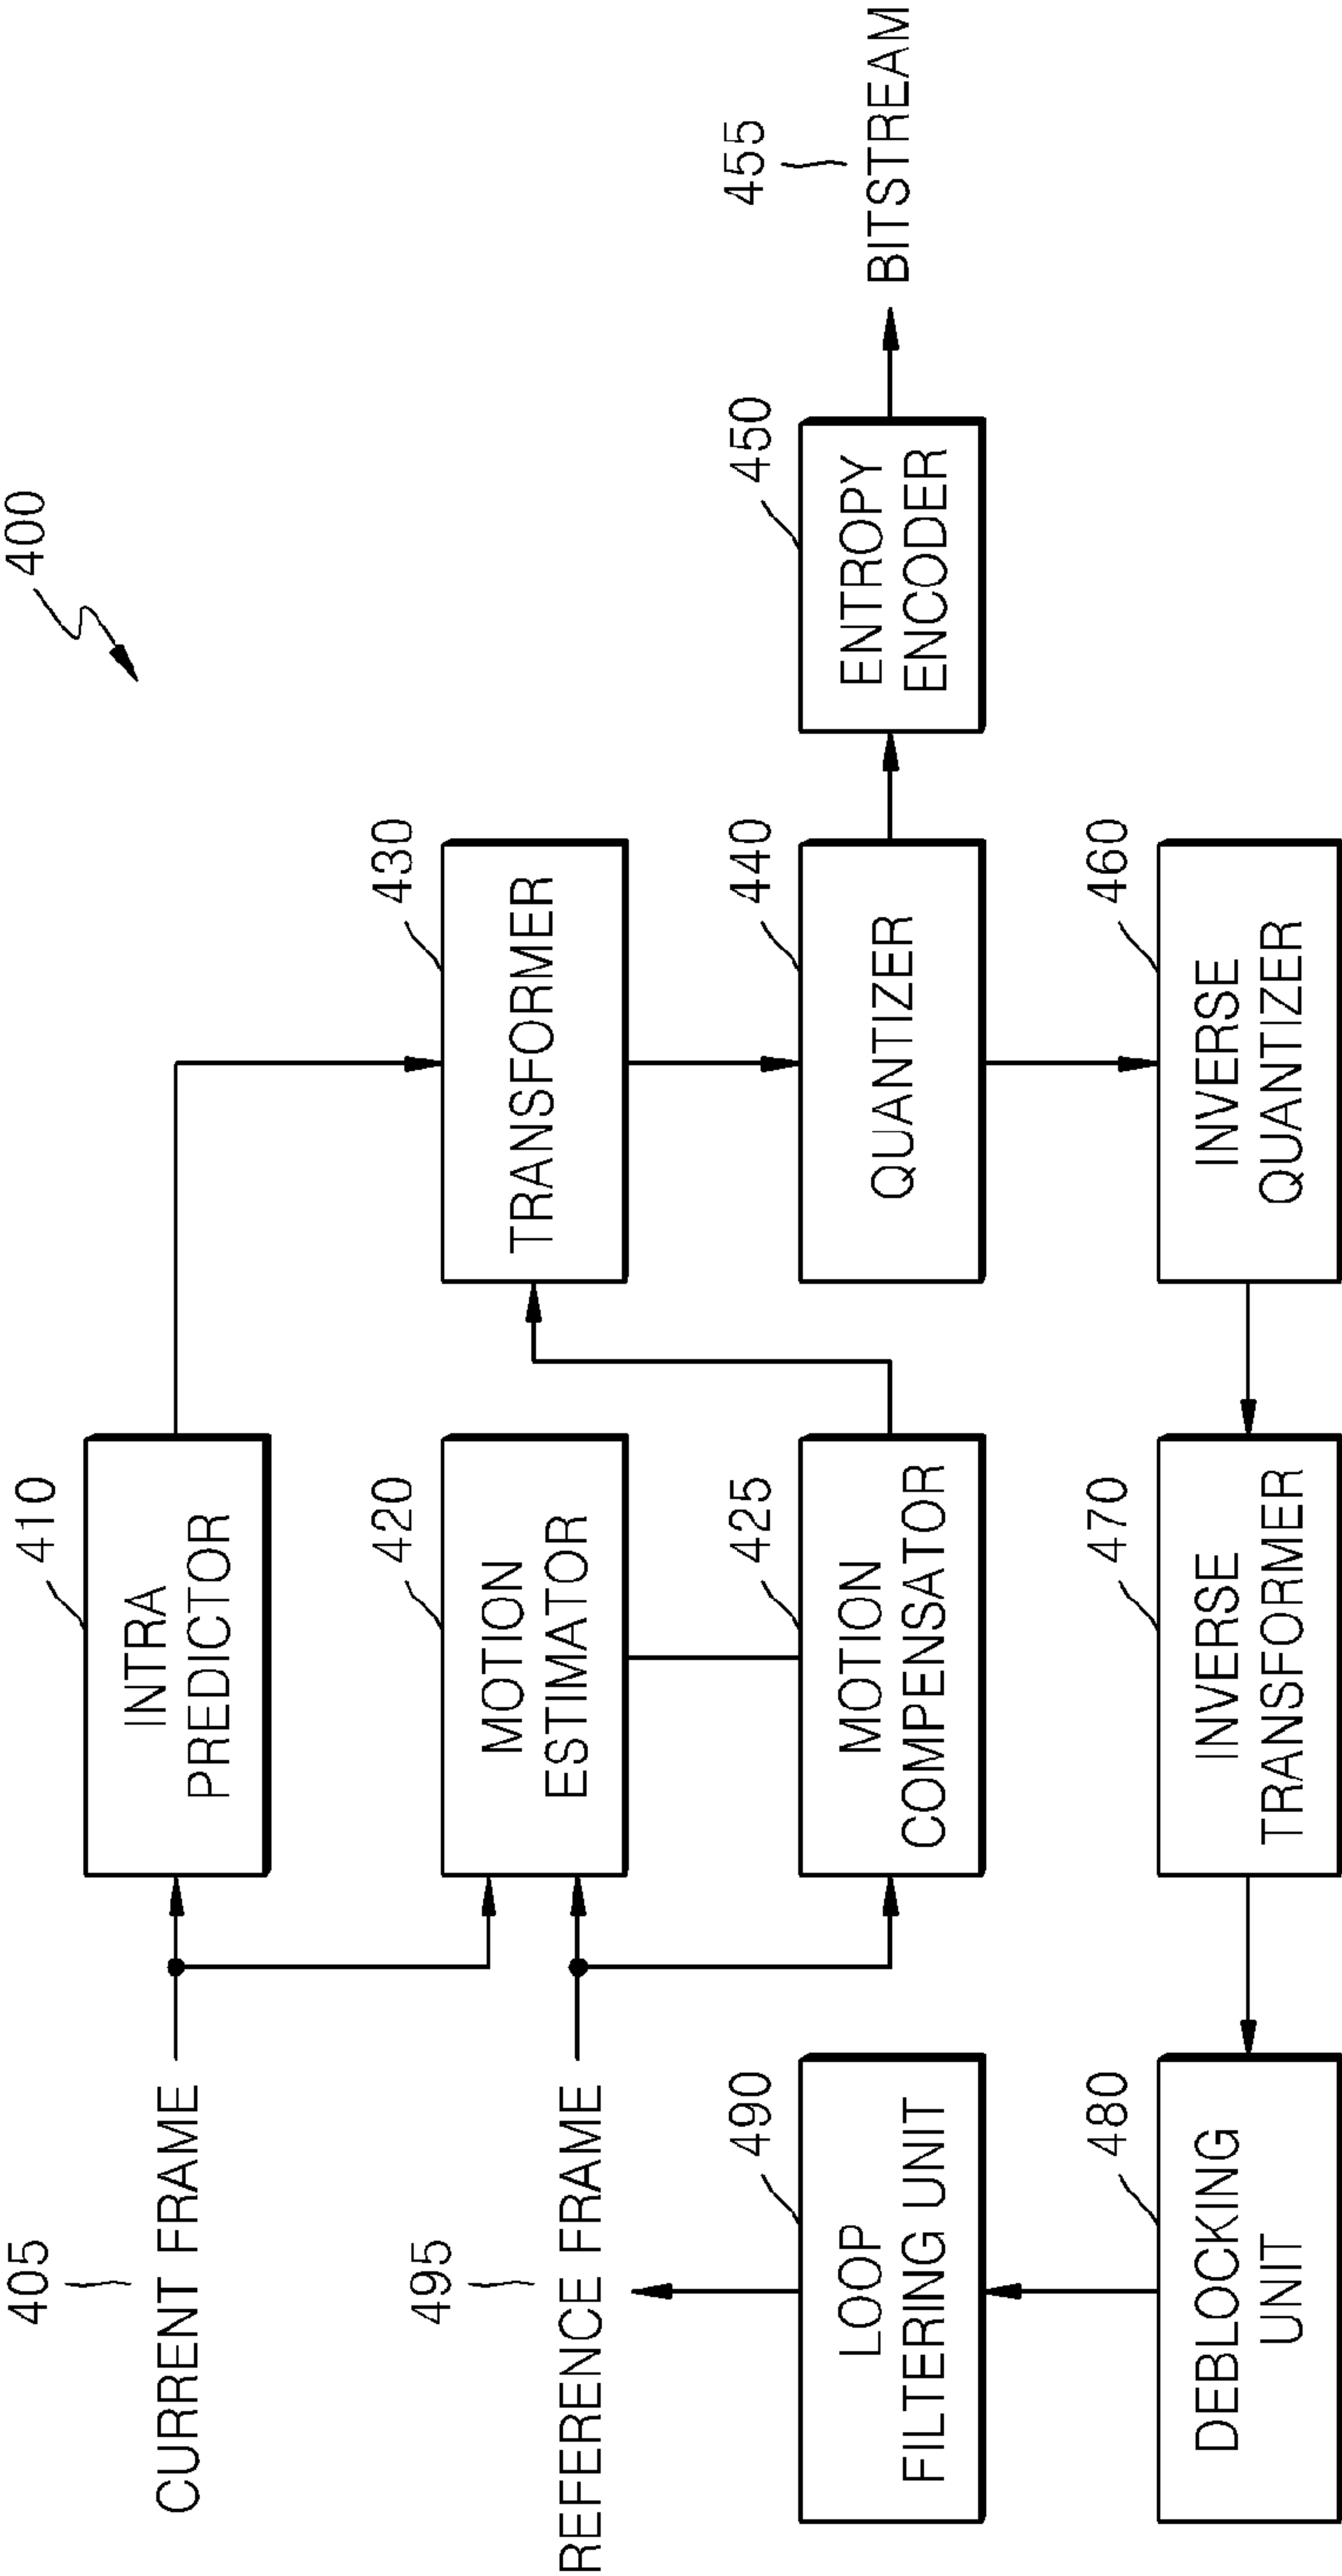 400
405
CURRENT FRAME
410
INTRA
PREDICTOR
495
REFERENCE FRAME
420
MOTION
ESTIMATOR
430
TRANSFORMER
490
LOOP
FILTERING UNIT
425
MOTION
COMPENSATOR
440
QUANTIZER
450
ENTROPY
ENCODER
455
BITSTREAM
480
DEBLOCKING
UNIT
470
INVERSE
TRANSFORMER
460
INVERSE
QUANTIZER